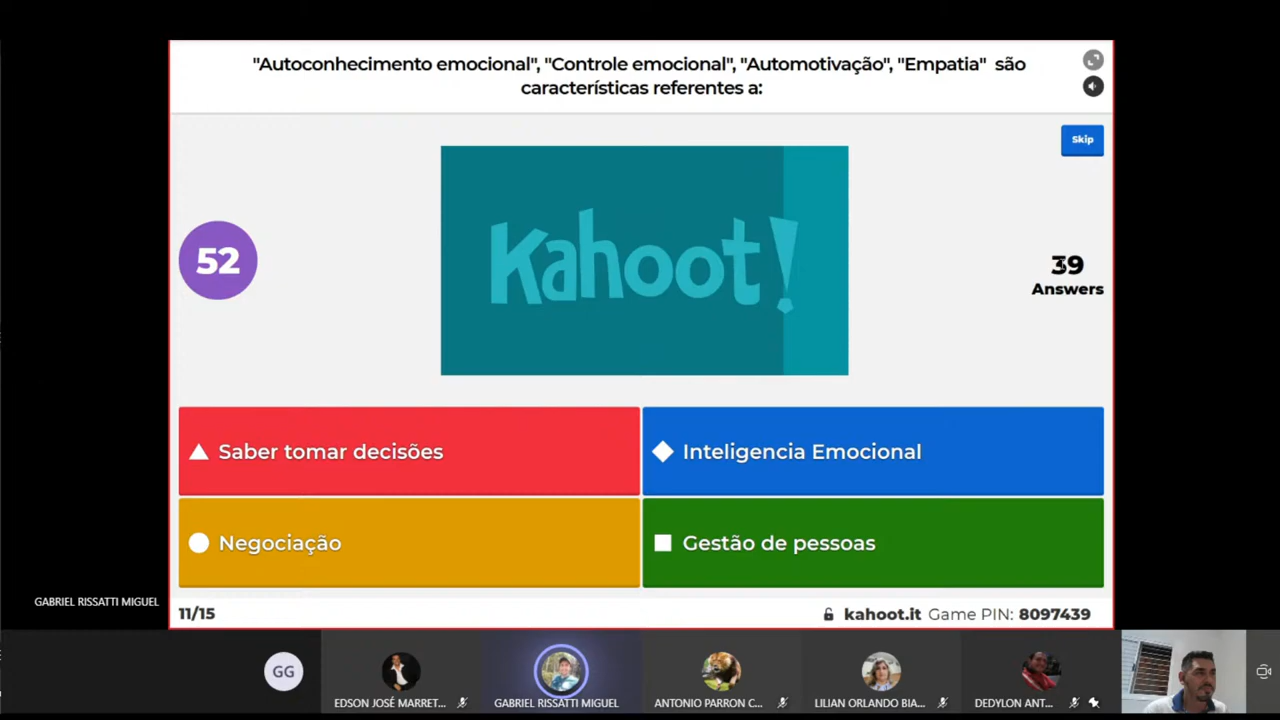 "Autoconhecimento emocional", "Controle emocional", "Automotivação", "Empatia"  são
características referentes a:
Skip
52
Kahoot!
39
Answers
Saber tomar decisões
Inteligencia Emocional
Negociação
Gestão de pessoas
GABRIEL RISSATTI MIGUEL
11/15
kahoot.it Game PIN: 8097439
GG
EDSON JOSÉ MARRET...
GABRIEL RISSATTI MIGUEL
ANTONIO PARRON C...
LILIAN ORLANDO BIA...
DEDYLON ANT...